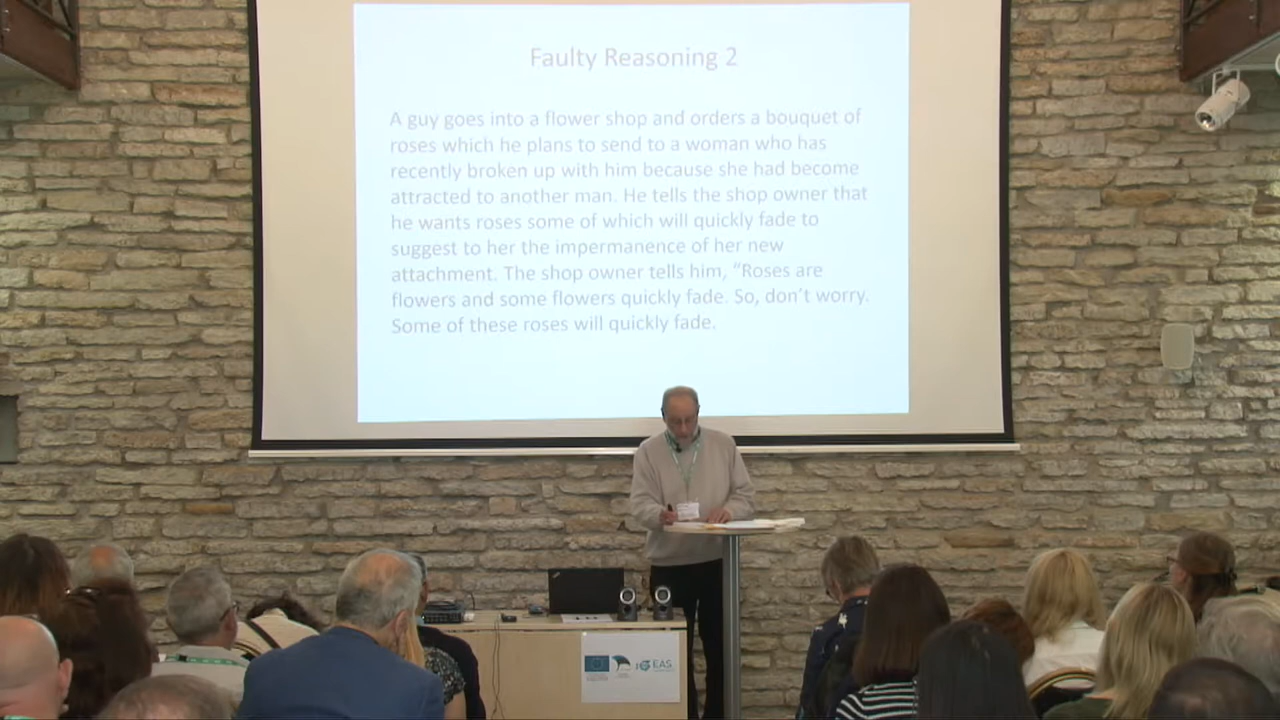 Faulty Reasoning 2
A guy goes into a flower shop and orders a bouquet of
roses which he plans to send to a woman who has
recently broken up with him because she had become
attracted to another man. He tells the shop owner that
he wants roses some of which will quickly fade to
suggest to her the impermanence of her new
attachment. The shop owner tells him, “Roses are
flowers and some flowers quickly fade. So, don´t worry.
Some of these roses will quickly fade.
EAS